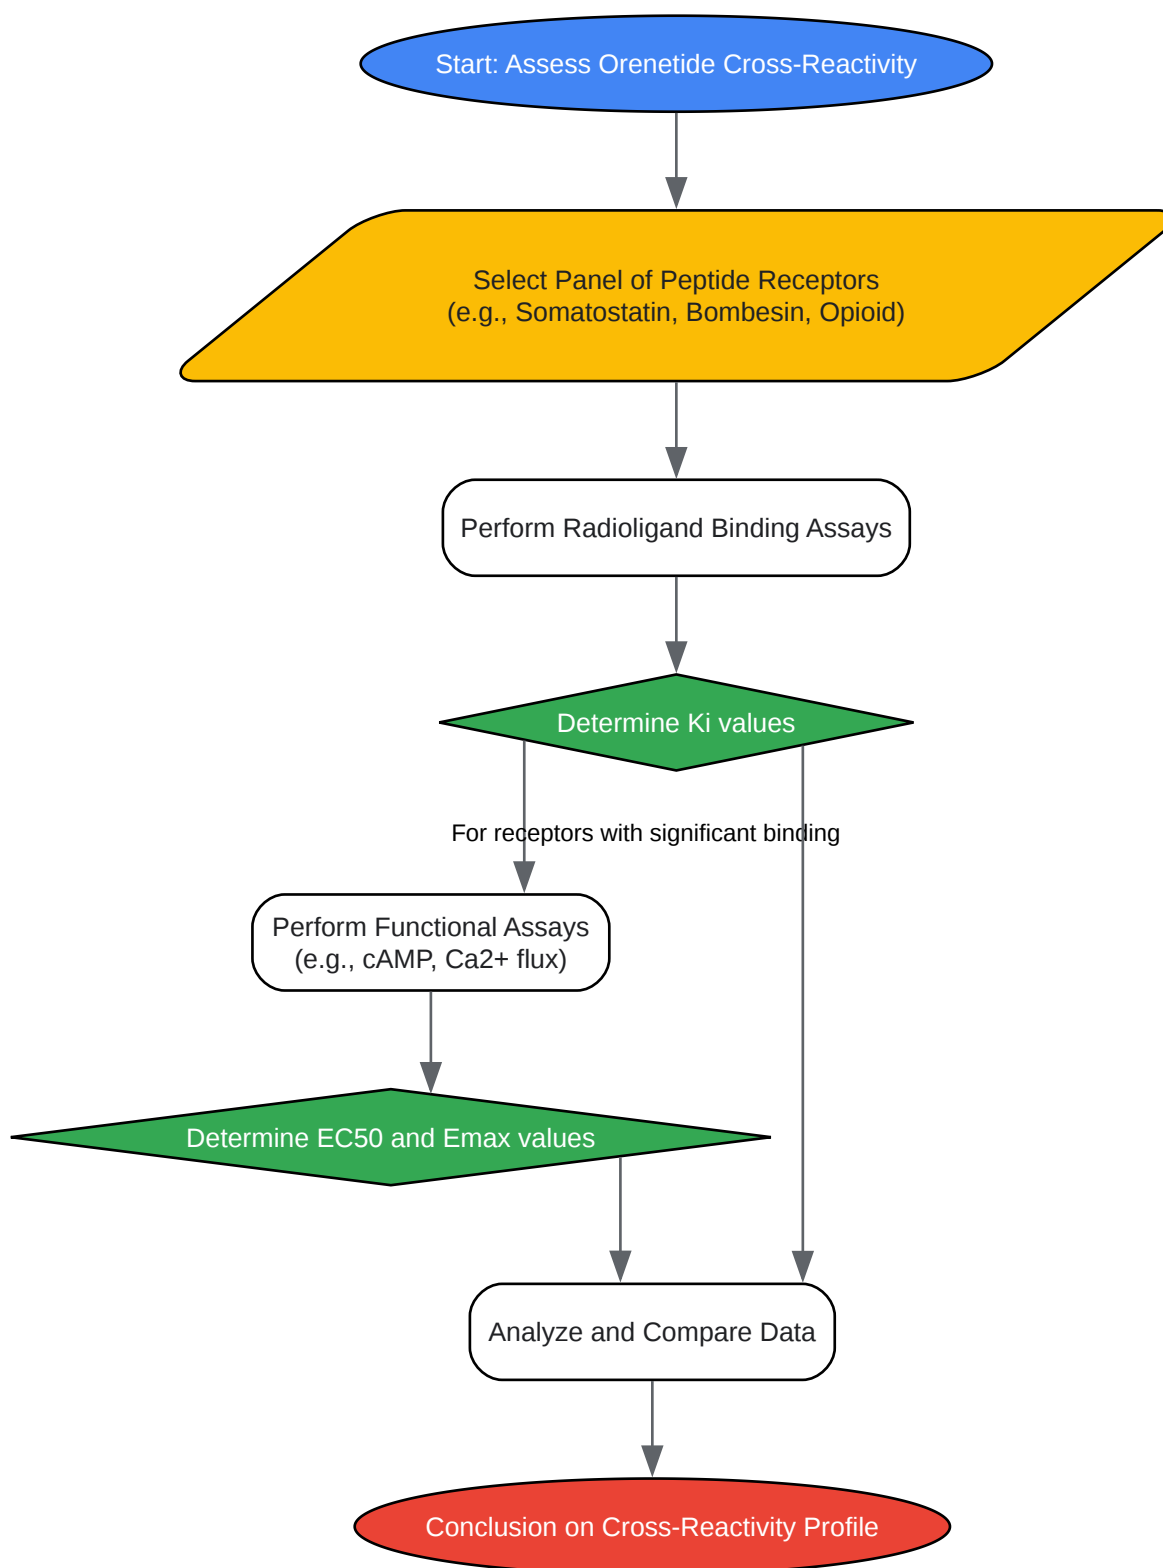 Start: Assess Orenetide Cross-Reactivity
Select Panel of Peptide Receptors
(e.g., Somatostatin, Bombesin, Opioid)
Perform Radioligand Binding Assays
Determine Ki values
For receptors with significant binding
Perform Functional Assays
(e.g., cAMP, Ca2+ flux)
Determine EC50 and Emax values
Analyze and Compare Data
Conclusion on Cross-Reactivity Profile